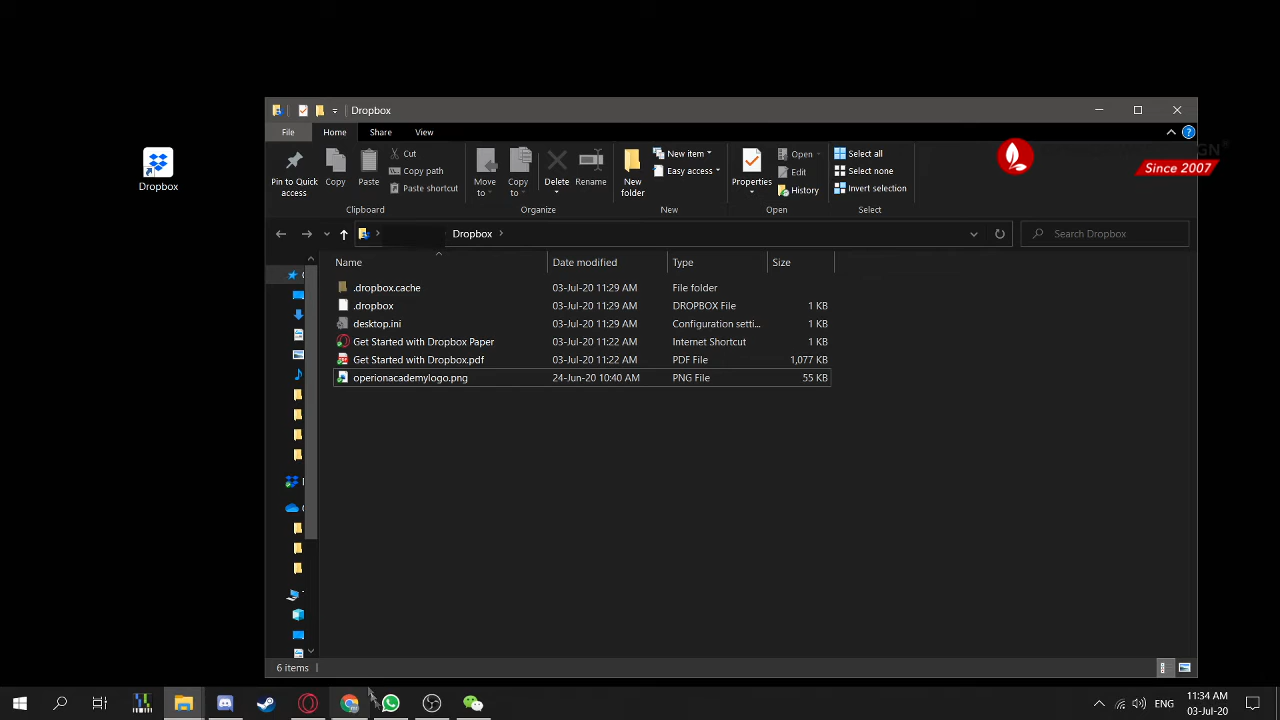 Dropbox
File Home Share View
Pin to Quick access
Copy
Paste
Cut
Copy path
Paste shortcut
Move to
Copy to
Delete
Rename
New folder
New item
Easy access
Properties
Open
Edit
History
Select all
Select none
Invert selection
Clipboard Organize New Open Select
IGN®
Since 2007
Dropbox
Dropbox
Search Dropbox
Name Date modified Type Size
.dropbox.cache 03-Jul-20 11:29 AM File folder
.dropbox 03-Jul-20 11:29 AM DROPBOX File 1 KB
desktop.ini 03-Jul-20 11:29 AM Configuration setti... 1 KB
Get Started with Dropbox Paper 03-Jul-20 11:22 AM Internet Shortcut 1 KB
Get Started with Dropbox.pdf 03-Jul-20 11:22 AM PDF File 1,077 KB
operionacademylogo.png 24-Jun-20 10:40 AM PNG File 55 KB
6 items
ENG
11:34 AM
03-Jul-20